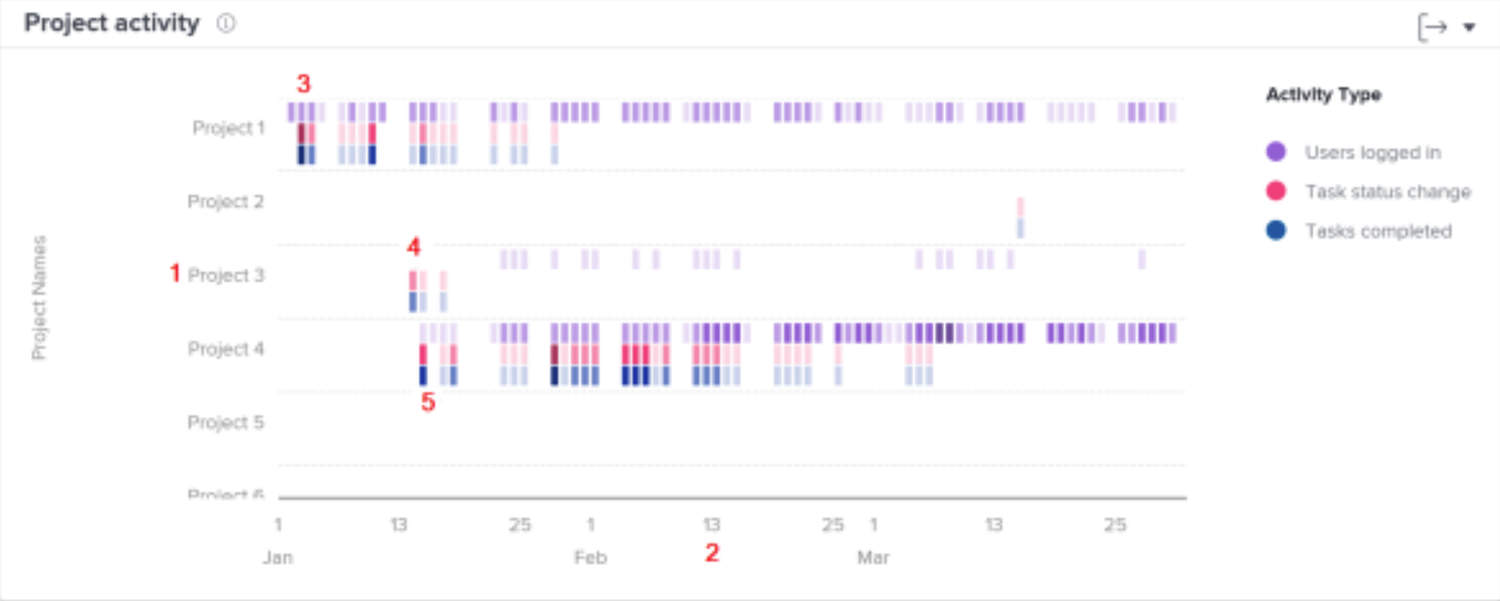 Project activity
Activity Type
Users logged in
Task status change
Tasks completed
Project Names
3
Project 1
Project 2
4
1 Project 3
Project 4
5
Project 5
Project 6
1 13 25 1 13 25 1 13 25
Jan Feb 2 Mar